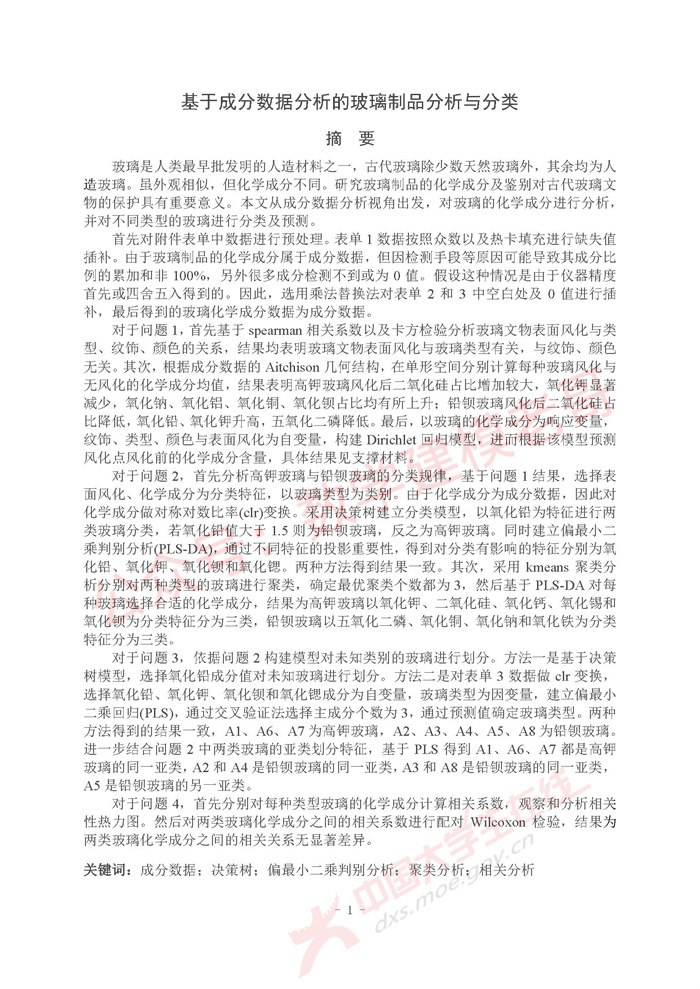 基于成分数据分析的玻璃制品分析与分类
摘 要
玻璃是人类最早批发明的人造材料之一，古代玻璃除少数天然玻璃外，其余均为人
造玻璃。虽外观相似，但化学成分不同。研究玻璃制品的化学成分及鉴别对古代玻璃文
物的保护具有重要意义。本文从成分数据分析视角出发，对玻璃的化学成分进行分析，
并对不同类型的玻璃进行分类及预测。
首先对附件表单中数据进行预处理。表单 1 数据按照众数以及热卡填充进行缺失值
插补。由于玻璃制品的化学成分属于成分数据，但因检测手段等原因可能导致其成分比
例的累加和非 100%，另外很多成分检测不到或为 0 值。假设这种情况是由于仪器精度
首先或四舍五入得到的。因此，选用乘法替换法对表单 2 和 3 中空白处及 0 值进行插
补，最后得到的玻璃化学成分数据为成分数据。
对于问题 1，首先基于 spearman 相关系数以及卡方检验分析玻璃文物表面风化与类
型、纹饰、颜色的关系，结果均表明玻璃文物表面风化与玻璃类型有关，与纹饰、颜色
无关。其次，根据成分数据的 Aitchison 几何结构，在单形空间分别计算每种玻璃风化与
无风化的化学成分均值，结果表明高钾玻璃风化后二氧化硅占比增加较大，氧化钾显著
减少，氧化钠、氧化铝、氧化铜、氧化钡占比均有所上升；铅钡玻璃风化后二氧化硅占
比降低，氧化铅、氧化钾升高，五氧化二磷降低。最后，以玻璃的化学成分为响应变量，
纹饰、类型、颜色与表面风化为自变量，构建 Dirichlet 回归模型，进而根据该模型预测
风化点风化前的化学成分含量，具体结果见支撑材料。
对于问题 2，首先分析高钾玻璃与铅钡玻璃的分类规律，基于问题 1 结果，选择表
面风化、化学成分为分类特征，以玻璃类型为类别。由于化学成分为成分数据，因此对
化学成分做对称对数比率(clr)变换。采用决策树建立分类模型，以氧化铅为特征进行两
类玻璃分类，若氧化铅值大于 1.5 则为铅钡玻璃，反之为高钾玻璃。同时建立偏最小二
乘判别分析(PLS-DA)，通过不同特征的投影重要性，得到对分类有影响的特征分别为氧
化铅、氧化钾、氧化钡和氧化锶。两种方法得到结果一致。其次，采用 kmeans 聚类分
析分别对两种类型的玻璃进行聚类，确定最优聚类个数都为 3，然后基于 PLS-DA 对每
种玻璃选择合适的化学成分，结果为高钾玻璃以氧化钾、二氧化硅、氧化钙、氧化锡和
氧化钡为分类特征分为三类，铅钡玻璃以五氧化二磷、氧化铜、氧化钠和氧化铁为分类
特征分为三类。
对于问题 3，依据问题 2 构建模型对未知类别的玻璃进行划分。方法一是基于决策
树模型，选择氧化铅成分值对未知玻璃进行划分。方法二是对表单 3 数据做 clr 变换，
选择氧化铅、氧化钾、氧化钡和氧化锶成分为自变量，玻璃类型为因变量，建立偏最小
二乘回归(PLS)，通过交叉验证法选择主成分个数为 3，通过预测值确定玻璃类型。两种
方法得到的结果一致，A1、A6、A7 为高钾玻璃，A2、A3、A4、A5、A8 为铅钡玻璃。
进一步结合问题 2 中两类玻璃的亚类划分特征，基于 PLS 得到 A1、A6、A7 都是高钾
玻璃的同一亚类，A2 和 A4 是铅钡玻璃的同一亚类，A3 和 A8 是铅钡玻璃的同一亚类，
A5 是铅钡玻璃的另一亚类。
对于问题 4，首先分别对每种类型玻璃的化学成分计算相关系数，观察和分析相关
性热力图。然后对两类玻璃化学成分之间的相关系数进行配对 Wilcoxon 检验，结果为
两类玻璃化学成分之间的相关关系无显著差异。
关键词：成分数据；决策树；偏最小二乘判别分析；聚类分析；相关分析
- 1 -
中国大学生在线
dxs.moe.gov.cn